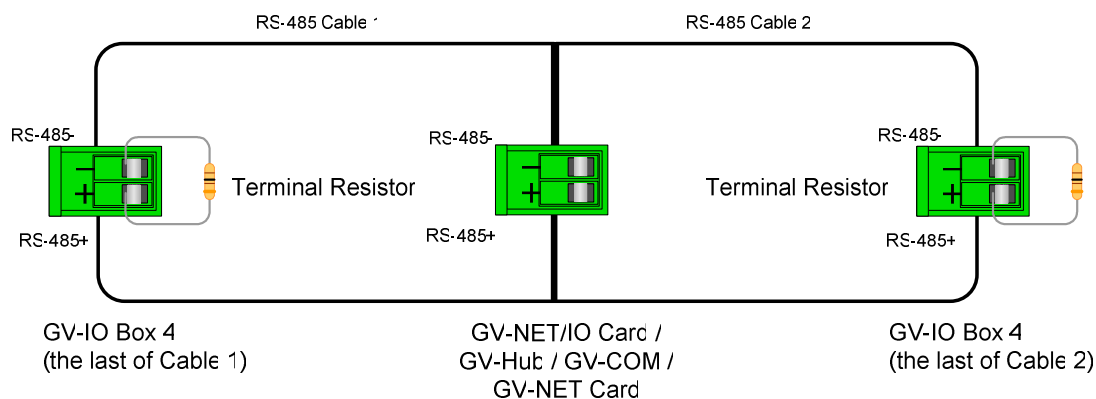 RS-485 Cable 1
RS-485 Cable 2
RS-485-
RS-485-
RS-485-
− + Terminal Resistor
− +
Terminal Resistor − +
RS-485+
RS-485+
RS-485+
GV-IO Box 4
(the last of Cable 1)
GV-NET/IO Card /
GV-Hub / GV-COM /
GV-NET Card
GV-IO Box 4
(the last of Cable 2)